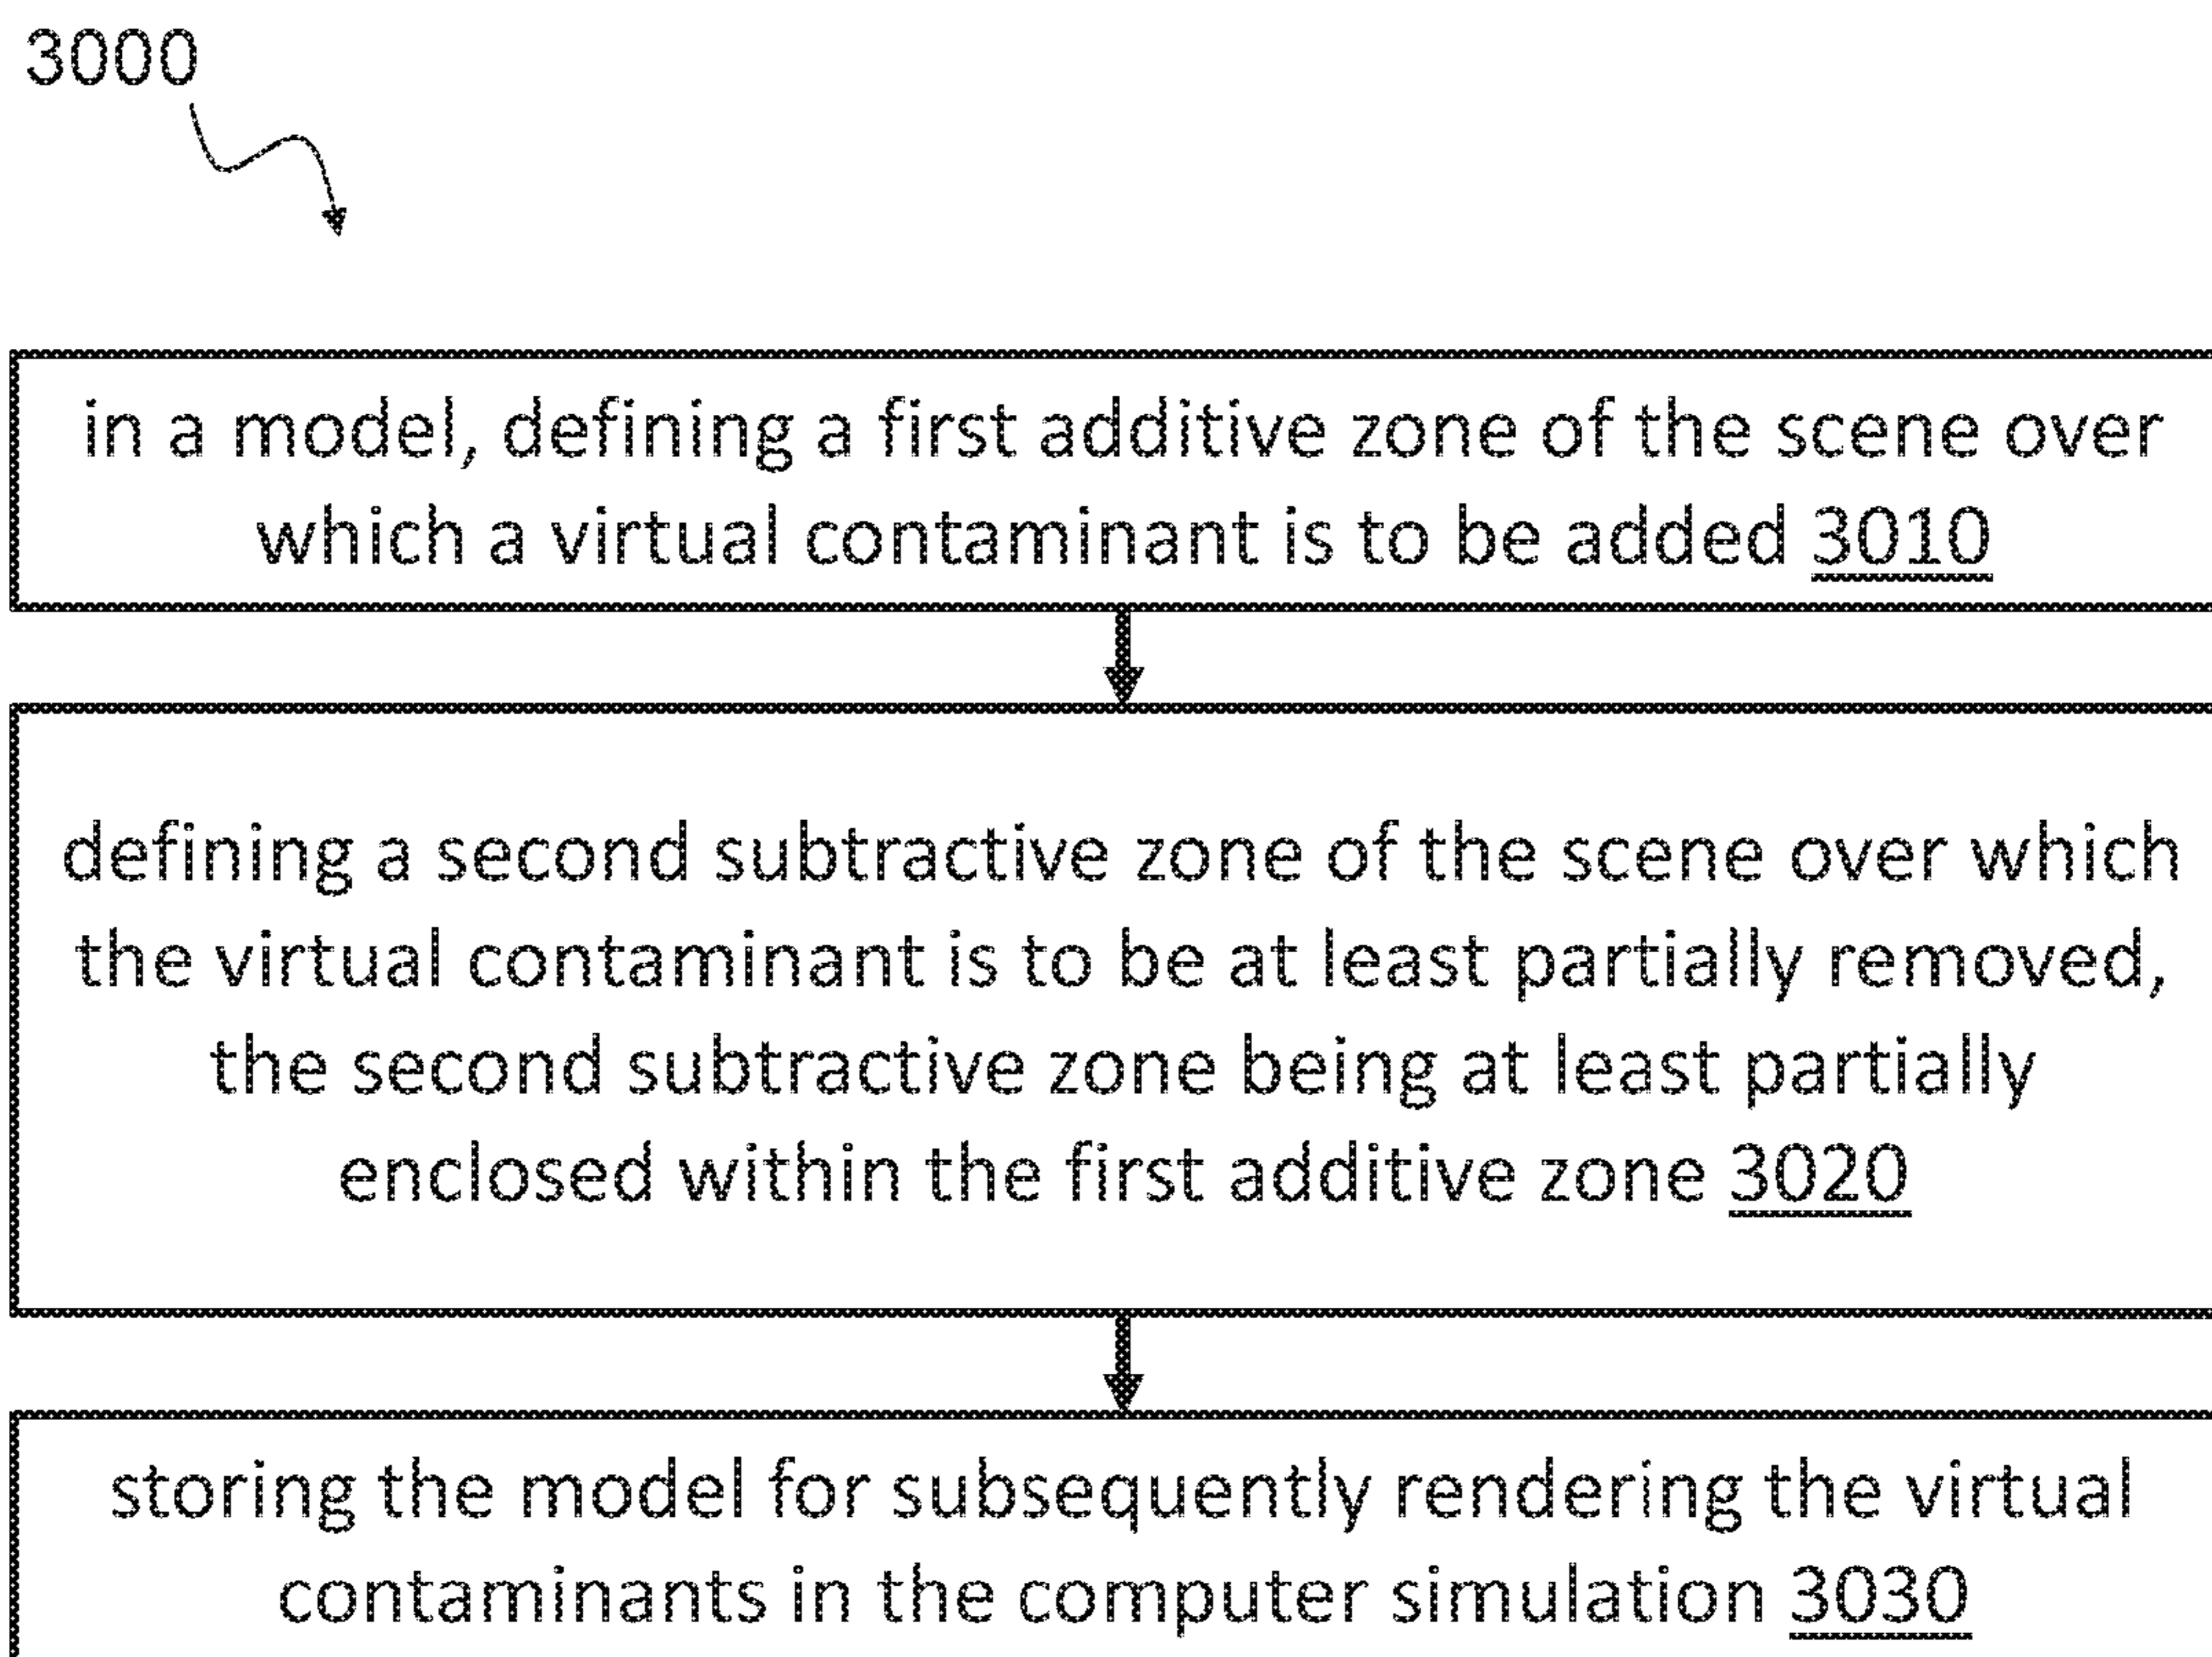 3000
in a model, defining a first additive zone of the scene over
which a virtual contaminant is to be added 3010
defining a second subtractive zone of the scene over which
the virtual contaminant is to be at least partially removed,
the second subtractive zone being at least partially
enclosed within the first additive zone 3020
storing the model for subsequently rendering the virtual
contaminants in the computer simulation 3030